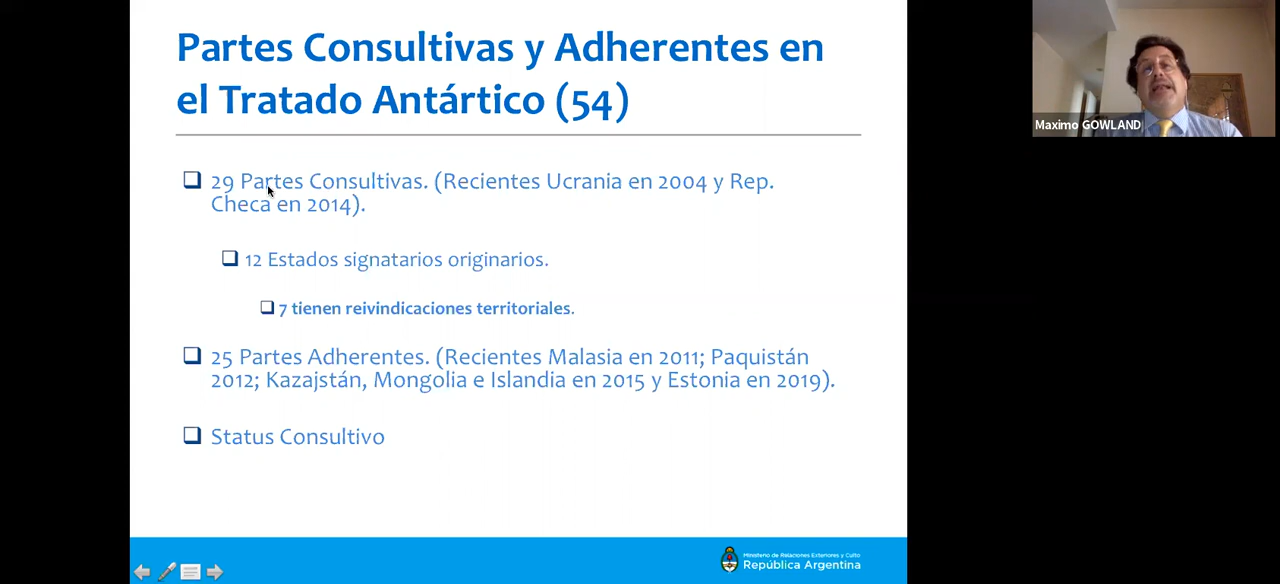 Partes Consultivas y Adherentes en
el Tratado Antártico (54)
29 Partes Consultivas. (Recientes Ucrania en 2004 y Rep.
Checa en 2014).
12 Estados signatarios originarios.
7 tienen reivindicaciones territoriales.
25 Partes Adherentes. (Recientes Malasia en 2011; Paquistán
2012; Kazajstán, Mongolia e Islandia en 2015 y Estonia en 2019).
Status Consultivo
Ministerio de Relaciones Exteriores y Culto
República Argentina
Maximo GOWLAND